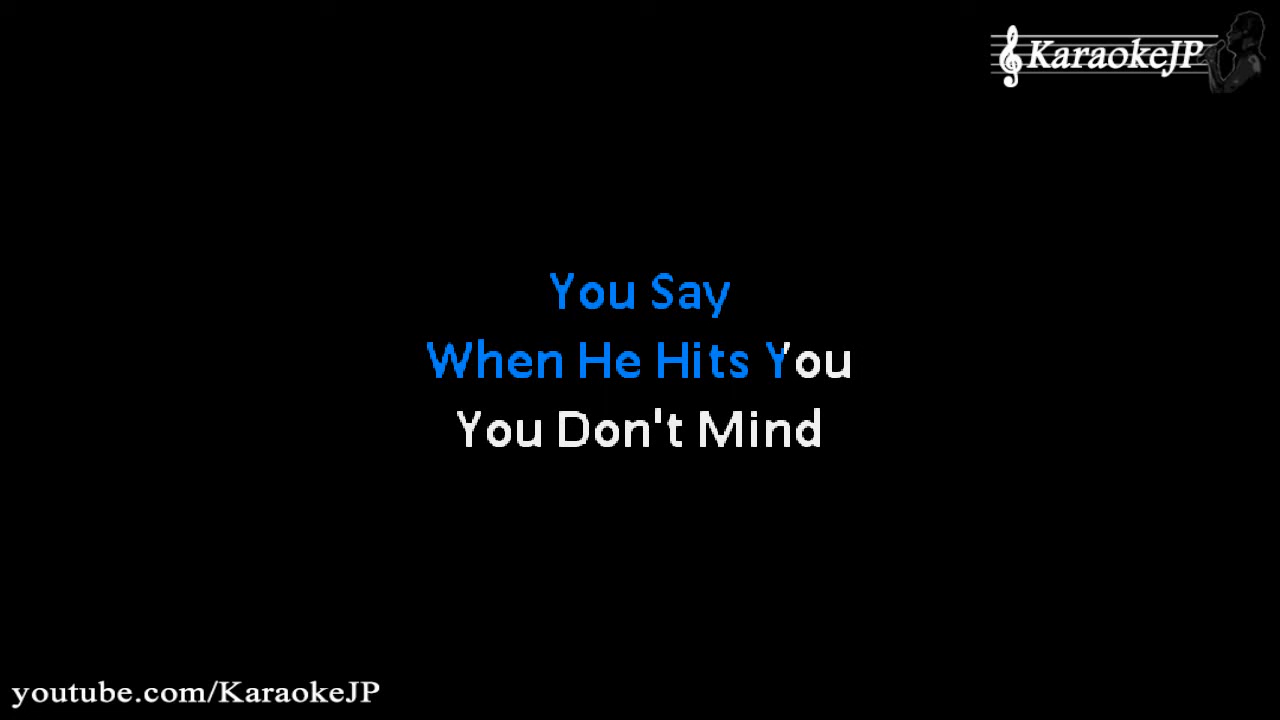 KaraokeJP
You Say
When He Hits You
You Don't Mind
youtube.com/KaraokeJP